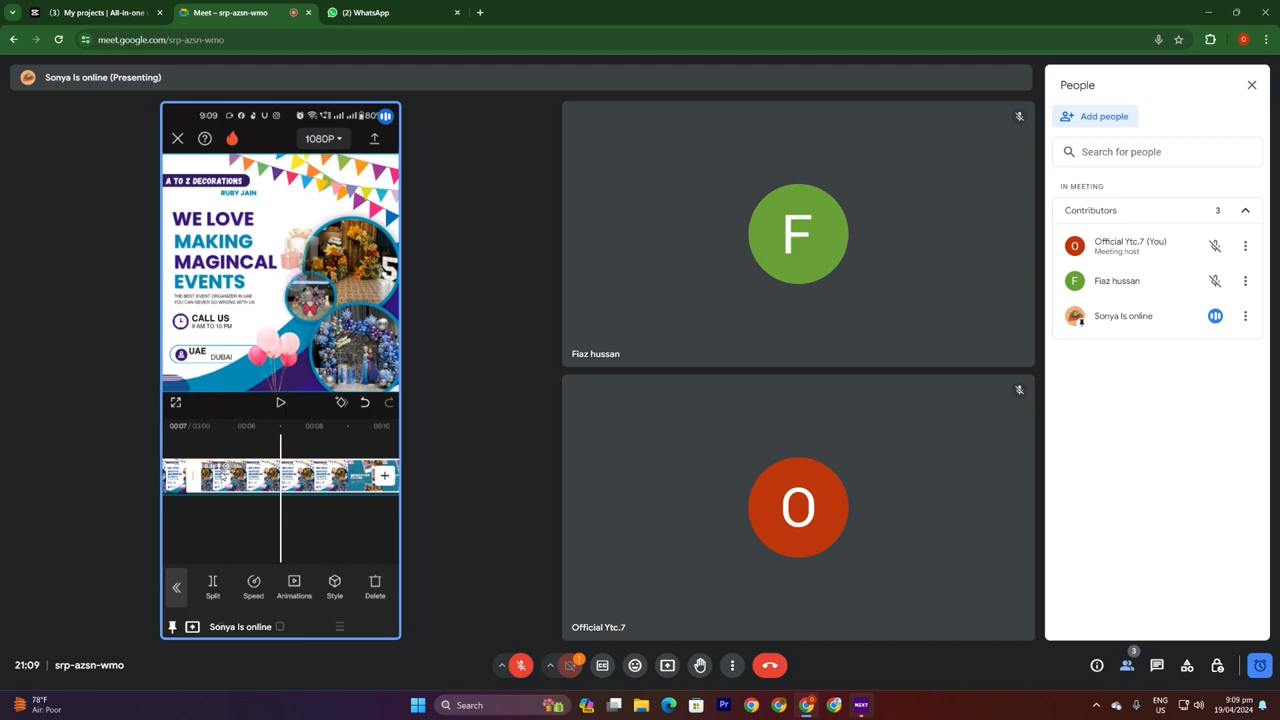 (3) My projects | All-in-one
Meet – srp-azsn-wmo
(2) WhatsApp
meet.google.com/srp-azsn-wmo
Sonya Is online (Presenting)
9:09
80
1080P
A TO Z DECORATIONS
RUBY JAIN
WE LOVE
MAKING
MAGINCAL
EVENTS
THE BEST EVENT ORGANIZER IN UAE
YOU CAN NEVER GO WRONG WITH US
CALL US
9 AM TO 10 PM
UAE DUBAI
5
00:07 / 03:00 00:06 00:08 00:10
Split Speed Animations Style Delete
Sonya Is online
F
Fiaz hussan
O
Official Ytc.7
People
Add people
Search for people
IN MEETING
Contributors 3
O Official Ytc.7 (You)
Meeting host
F Fiaz hussan
Sonya Is online
21:09 | srp-azsn-wmo
1
3
78°F
Air: Poor
Search
Pr
NEXT
ENG
US
9:09 pm
19/04/2024